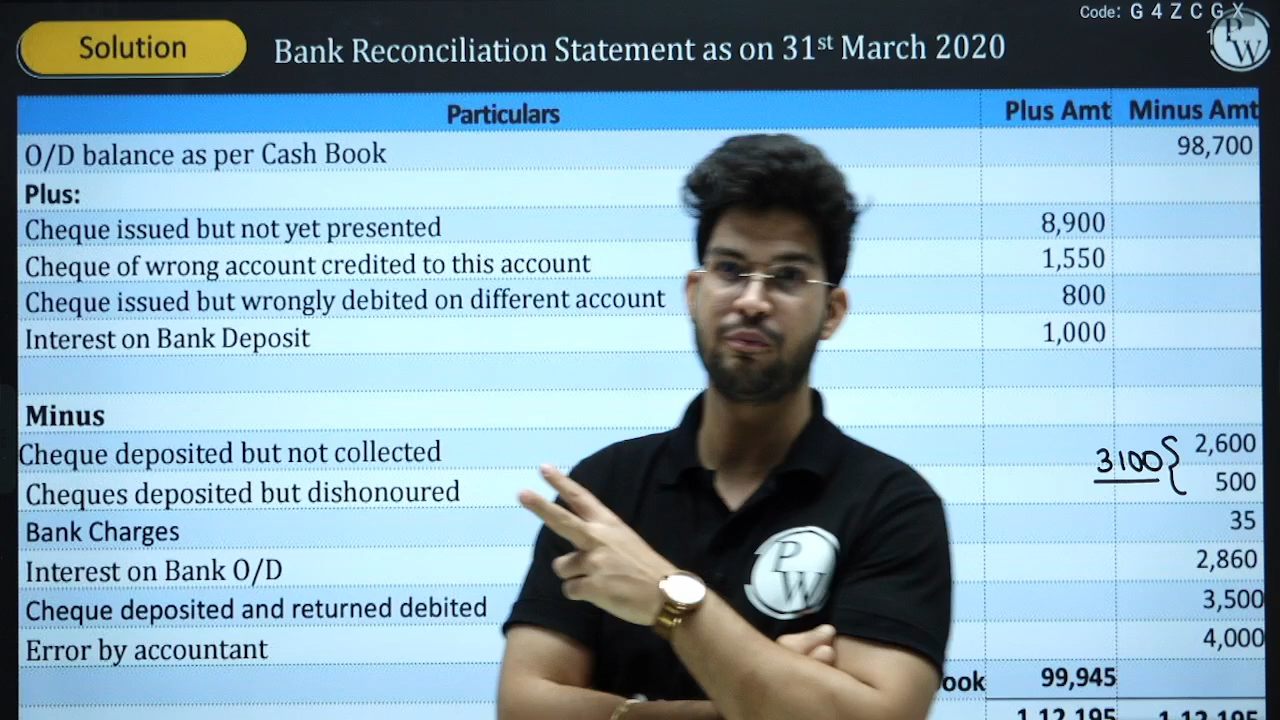 Code: G 4 Z C G X
Solution
Bank Reconciliation Statement as on 31st March 2020
PW
Particulars Plus Amt Minus Amt
O/D balance as per Cash Book 98,700
Plus:
Cheque issued but not yet presented 8,900
Cheque of wrong account credited to this account 1,550
Cheque issued but wrongly debited on different account 800
Interest on Bank Deposit 1,000
Minus
Cheque deposited but not collected 2,600
3100
Cheques deposited but dishonoured 500
Bank Charges 35
Interest on Bank O/D 2,860
Cheque deposited and returned debited 3,500
Error by accountant 4,000
ook 99,945
1,12,195 1,12,195
PW